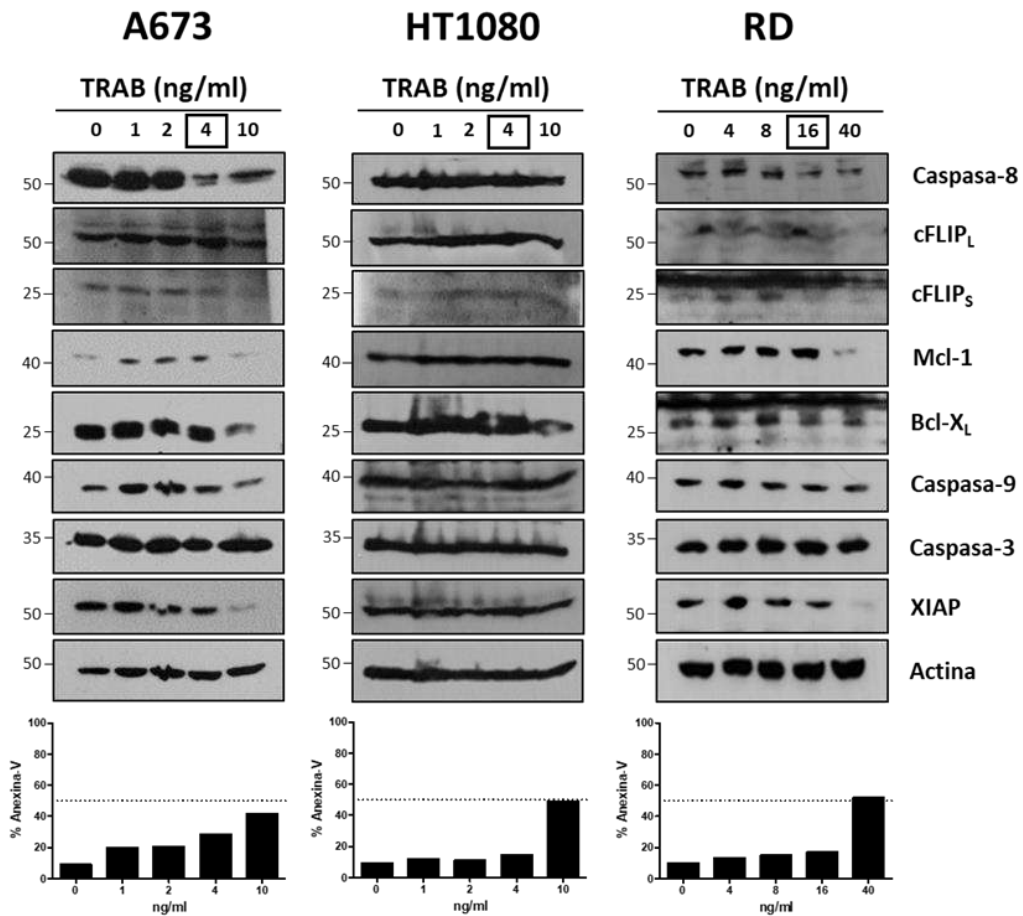 A673 HT1080 RD
TRAB (ng/ml) TRAB (ng/ml) TRAB (ng/ml)
0 1 2 4 10 0 1 2 4 10 0 4 8 16 40
50 50 50 Caspasa-8
50 50 50 cFLIPL
25 25 25 cFLIPS
40 40 40 Mcl-1
25 25 25 Bcl-XL
40 40 40 Caspasa-9
35 35 35 Caspasa-3
50 50 50 XIAP
50 50 50 Actina
% Anexina-V
100
80
60
40
20
0
0 1 2 4 10
ng/ml
% Anexina-V
100
80
60
40
20
0
0 1 2 4 10
ng/ml
% Anexina-V
100
80
60
40
20
0
0 4 8 16 40
ng/ml